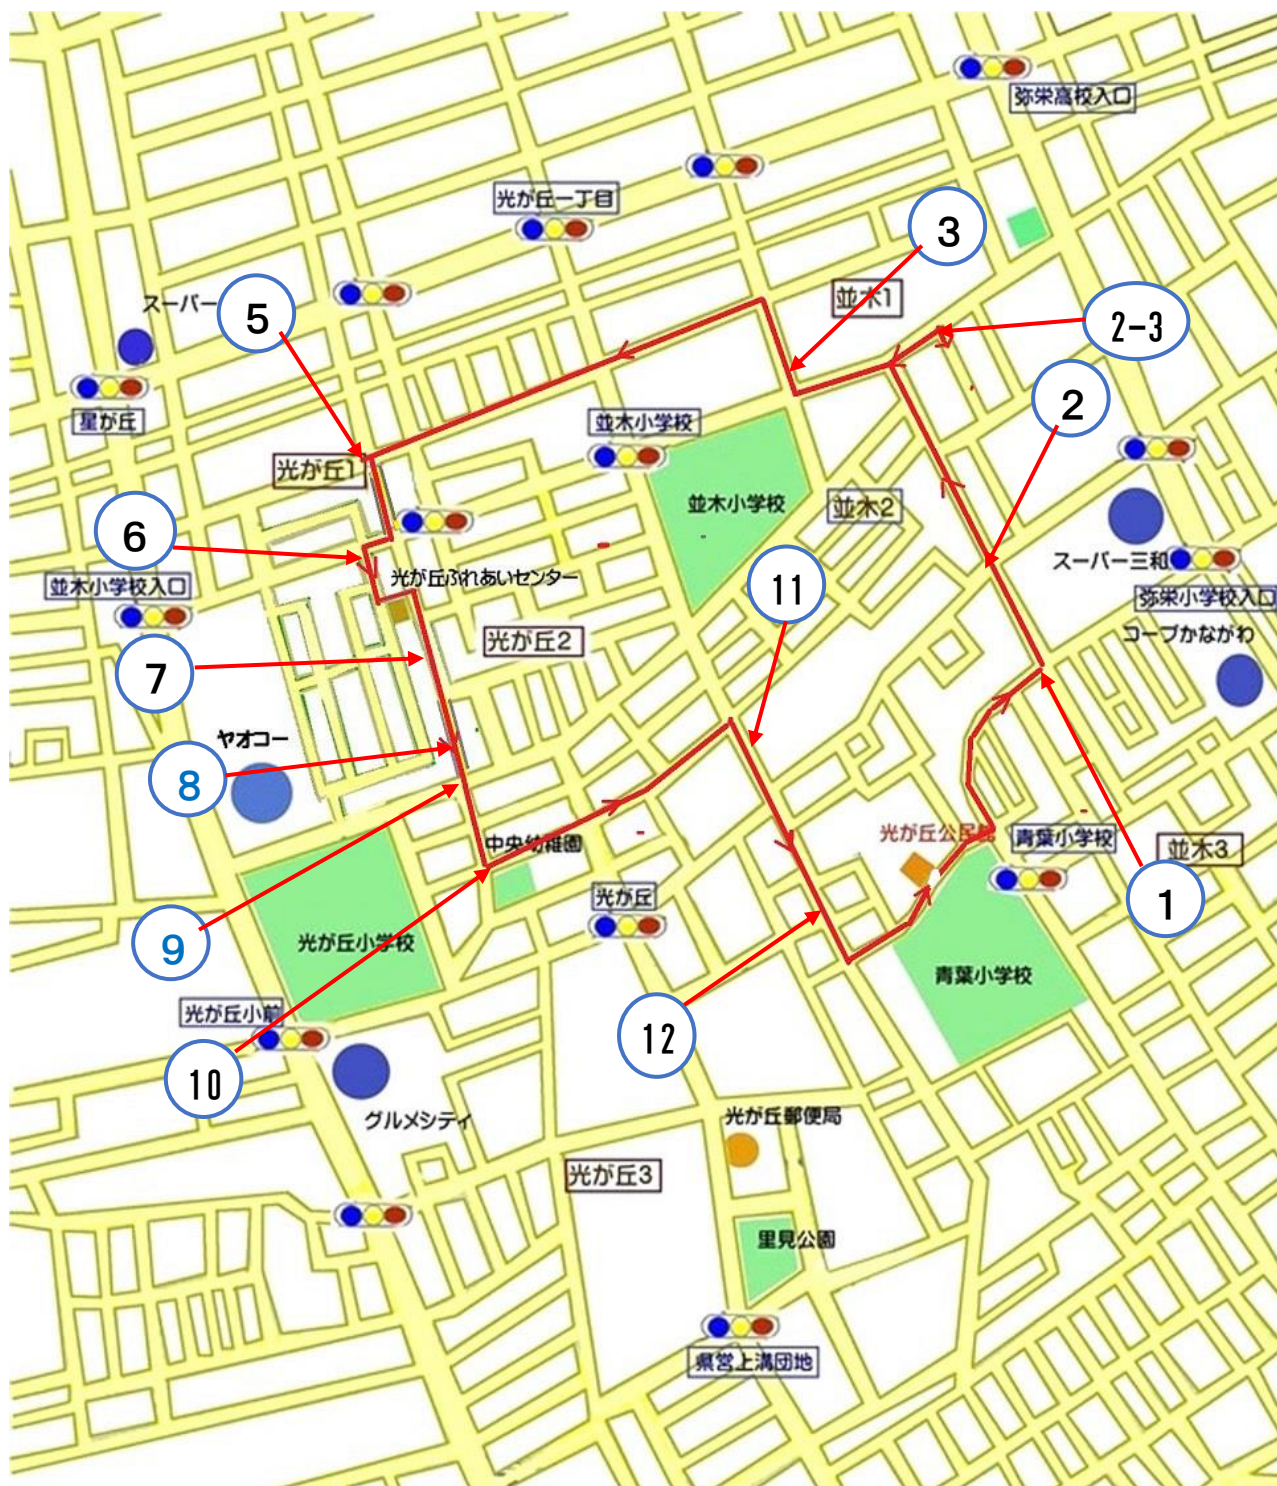 弥栄高校入口
光が丘一丁目
3
並木1
スーパー
5
2-3
2
星が丘
並木小学校
光が丘1
並木小学校
並木2
6
スーパー三和
光が丘ふれあいセンター
並木小学校入口
11
弥栄小学校入口
光が丘2
コープかながわ
7
ヤオコー
8
光が丘公民館
青葉小学校
中央幼稚園
並木3
1
光が丘
9
光が丘小学校
青葉小学校
光が丘小前
12
10
グルメシティ
光が丘郵便局
光が丘3
里見公園
県営上溝団地